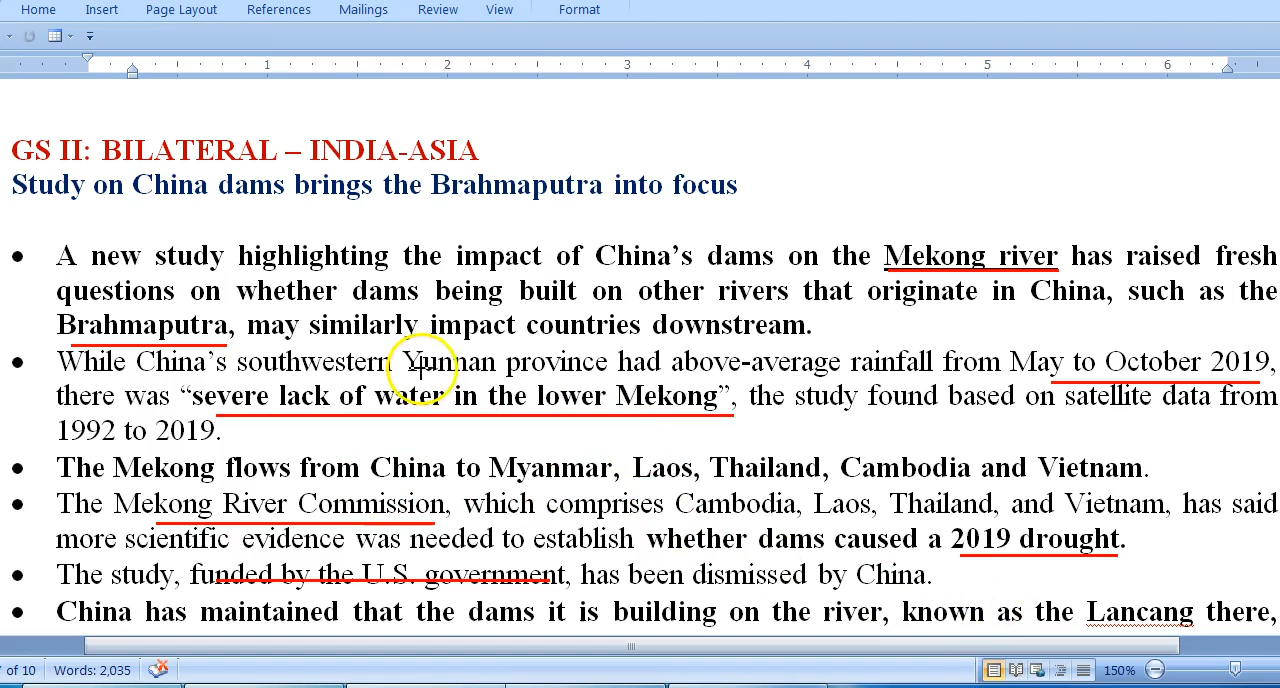 Home Insert Page Layout References Mailings Review View Format
1 2 3 4 5 6
GS II: BILATERAL – INDIA-ASIA
Study on China dams brings the Brahmaputra into focus
• A new study highlighting the impact of China’s dams on the Mekong river has raised fresh
questions on whether dams being built on other rivers that originate in China, such as the
Brahmaputra, may similarly impact countries downstream.
• While China’s southwestern Yunnan province had above-average rainfall from May to October 2019,
there was “severe lack of water in the lower Mekong”, the study found based on satellite data from
1992 to 2019.
• The Mekong flows from China to Myanmar, Laos, Thailand, Cambodia and Vietnam.
• The Mekong River Commission, which comprises Cambodia, Laos, Thailand, and Vietnam, has said
more scientific evidence was needed to establish whether dams caused a 2019 drought.
• The study, funded by the U.S. government, has been dismissed by China.
• China has maintained that the dams it is building on the river, known as the Lancang there,
of 10 Words: 2,035 150%